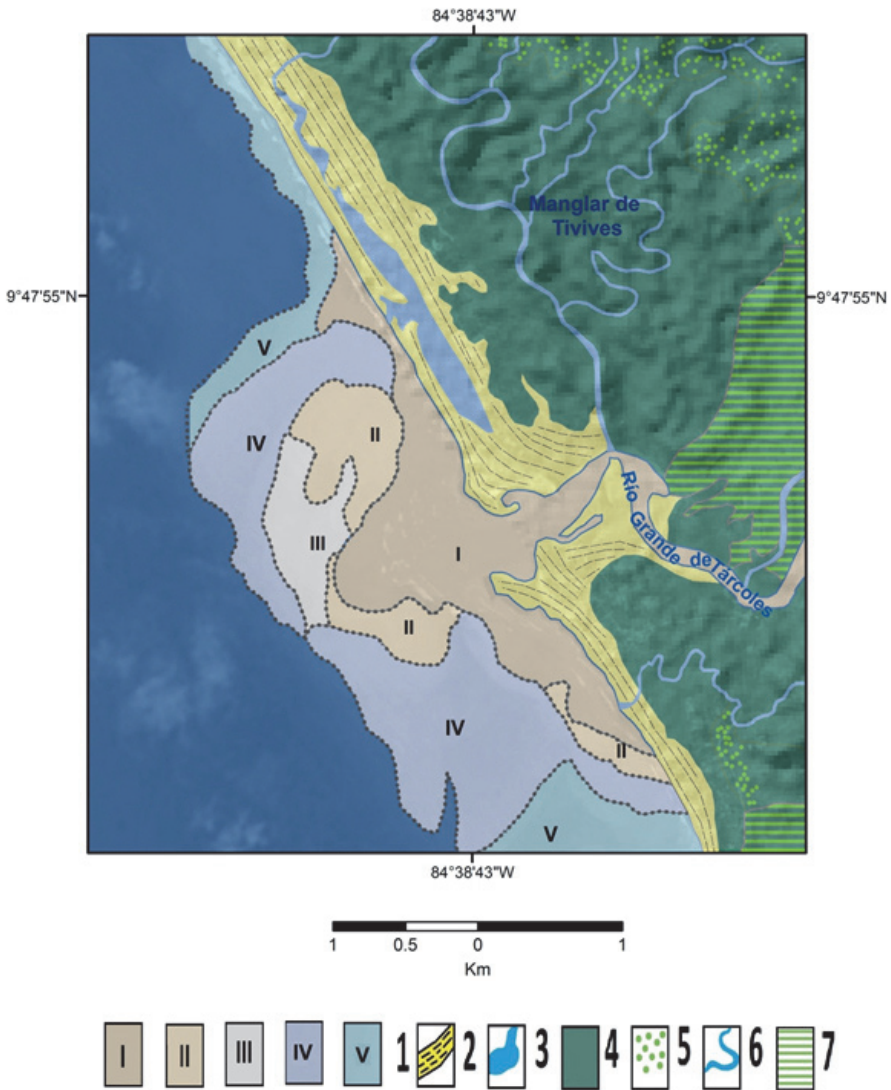 84°38'43"W
Manglar de
Tivives
9°47'55"N
9°47'55"N
V
IV
II
III
I
Río Grande de Tárcoles
II
IV
II
V
84°38'43"W
1 0.5 0 1
Km
I II III IV V 1 2 3 4 5 6 7